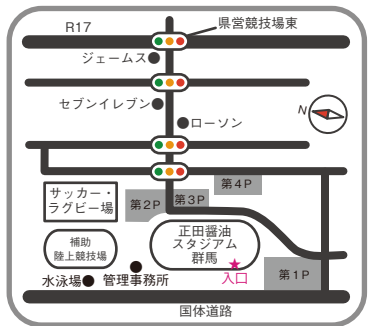 R17
県営競技場東
ジェームス
セブンイレブン
ローソン
N
第4P
サッカー・
ラグビー場
第2P
第3P
正田醤油
スタジアム
群馬
補助
陸上競技場
水泳場
管理事務所
入口
第1P
国体道路